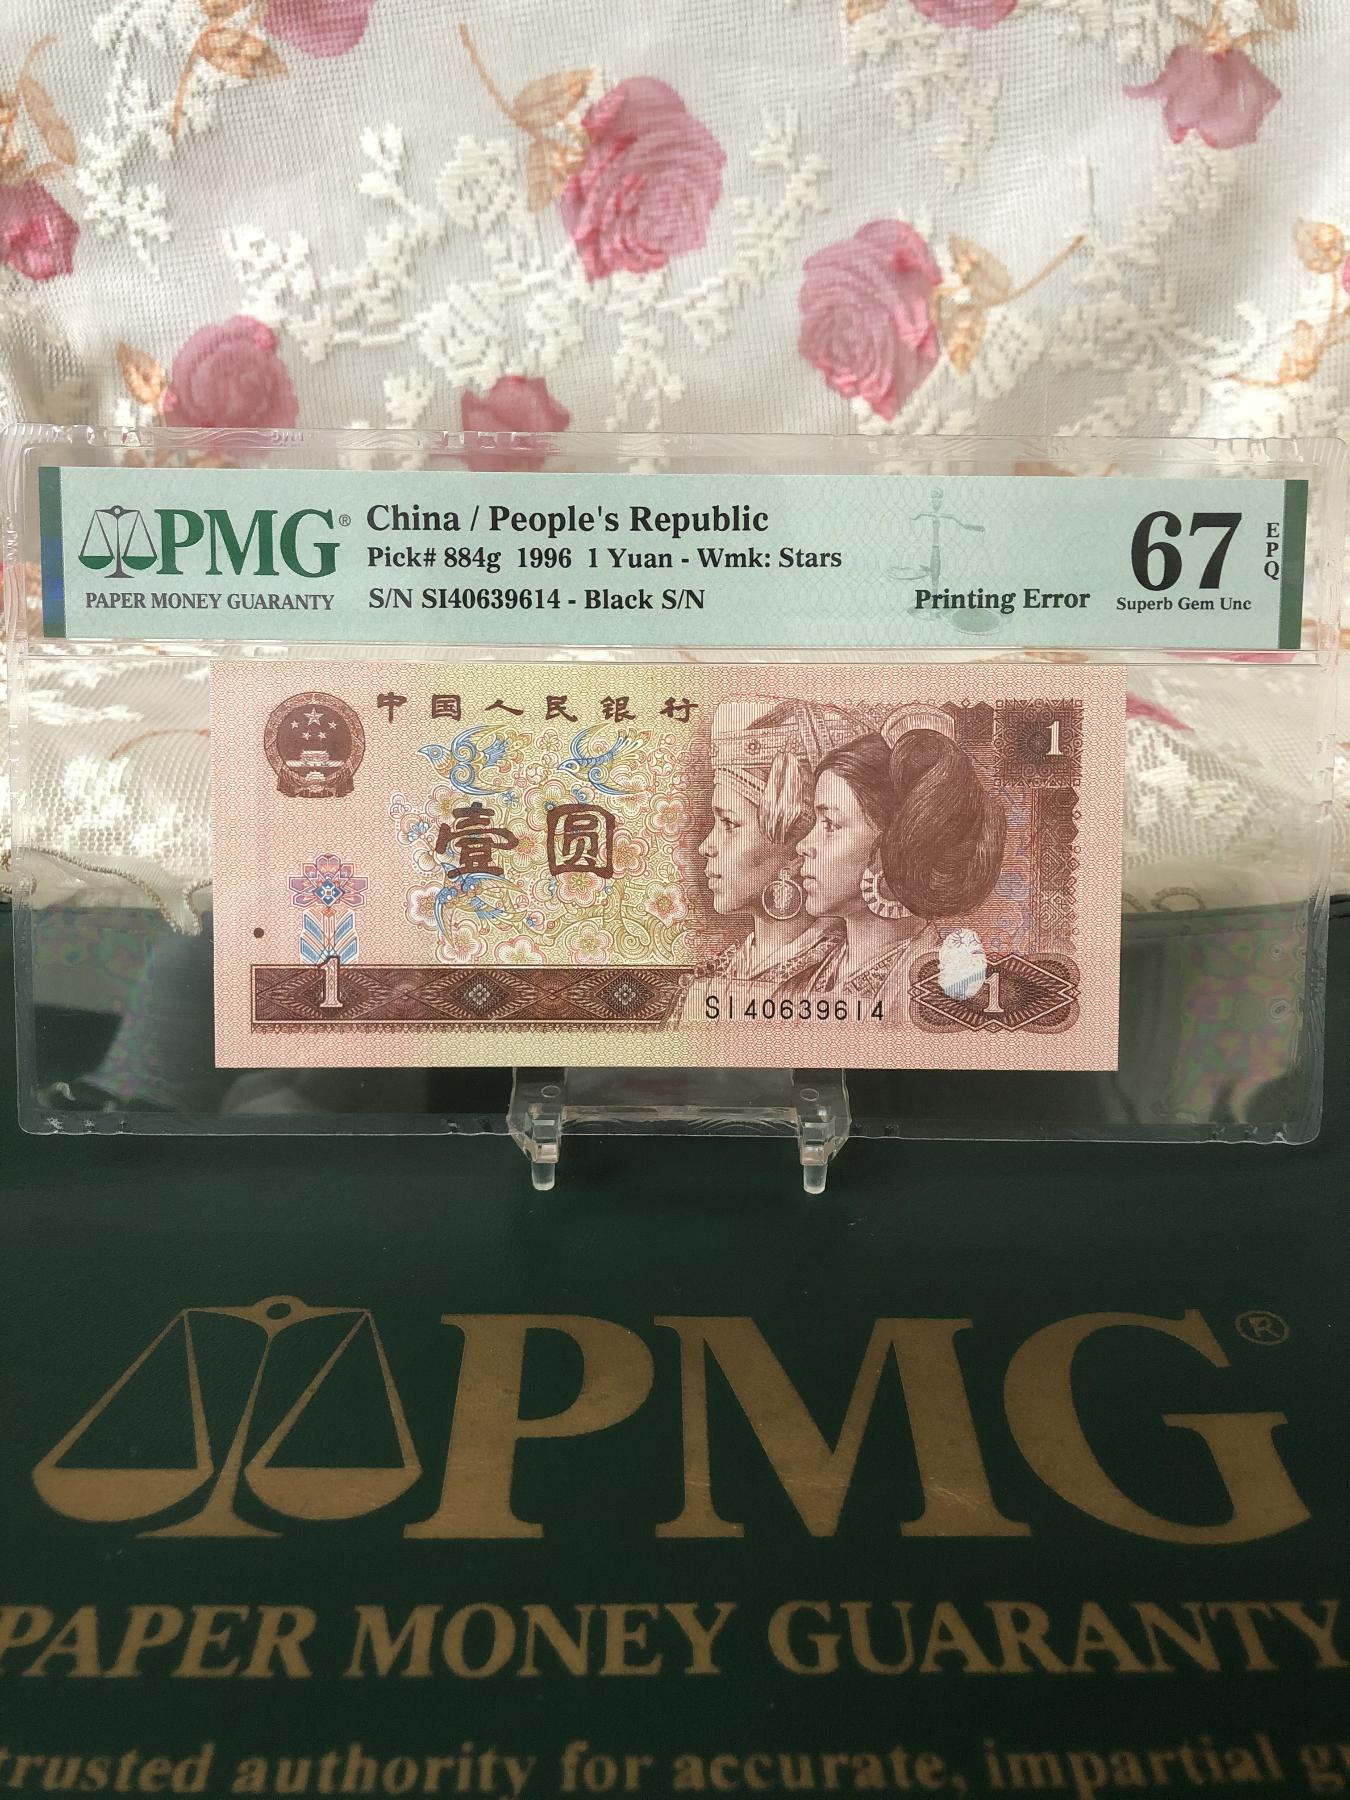 PMG®
PAPER MONEY GUARANTY
China / People's Republic
Pick# 884g 1996 1 Yuan - Wmk: Stars
S/N SI40639614 - Black S/N
Printing Error
67
Superb Gem Unc
EPQ
中国人民银行
1
壹圆
1
SI40639614
1
PMG®
PAPER MONEY GUARANTY
trusted authority for accurate, impartial